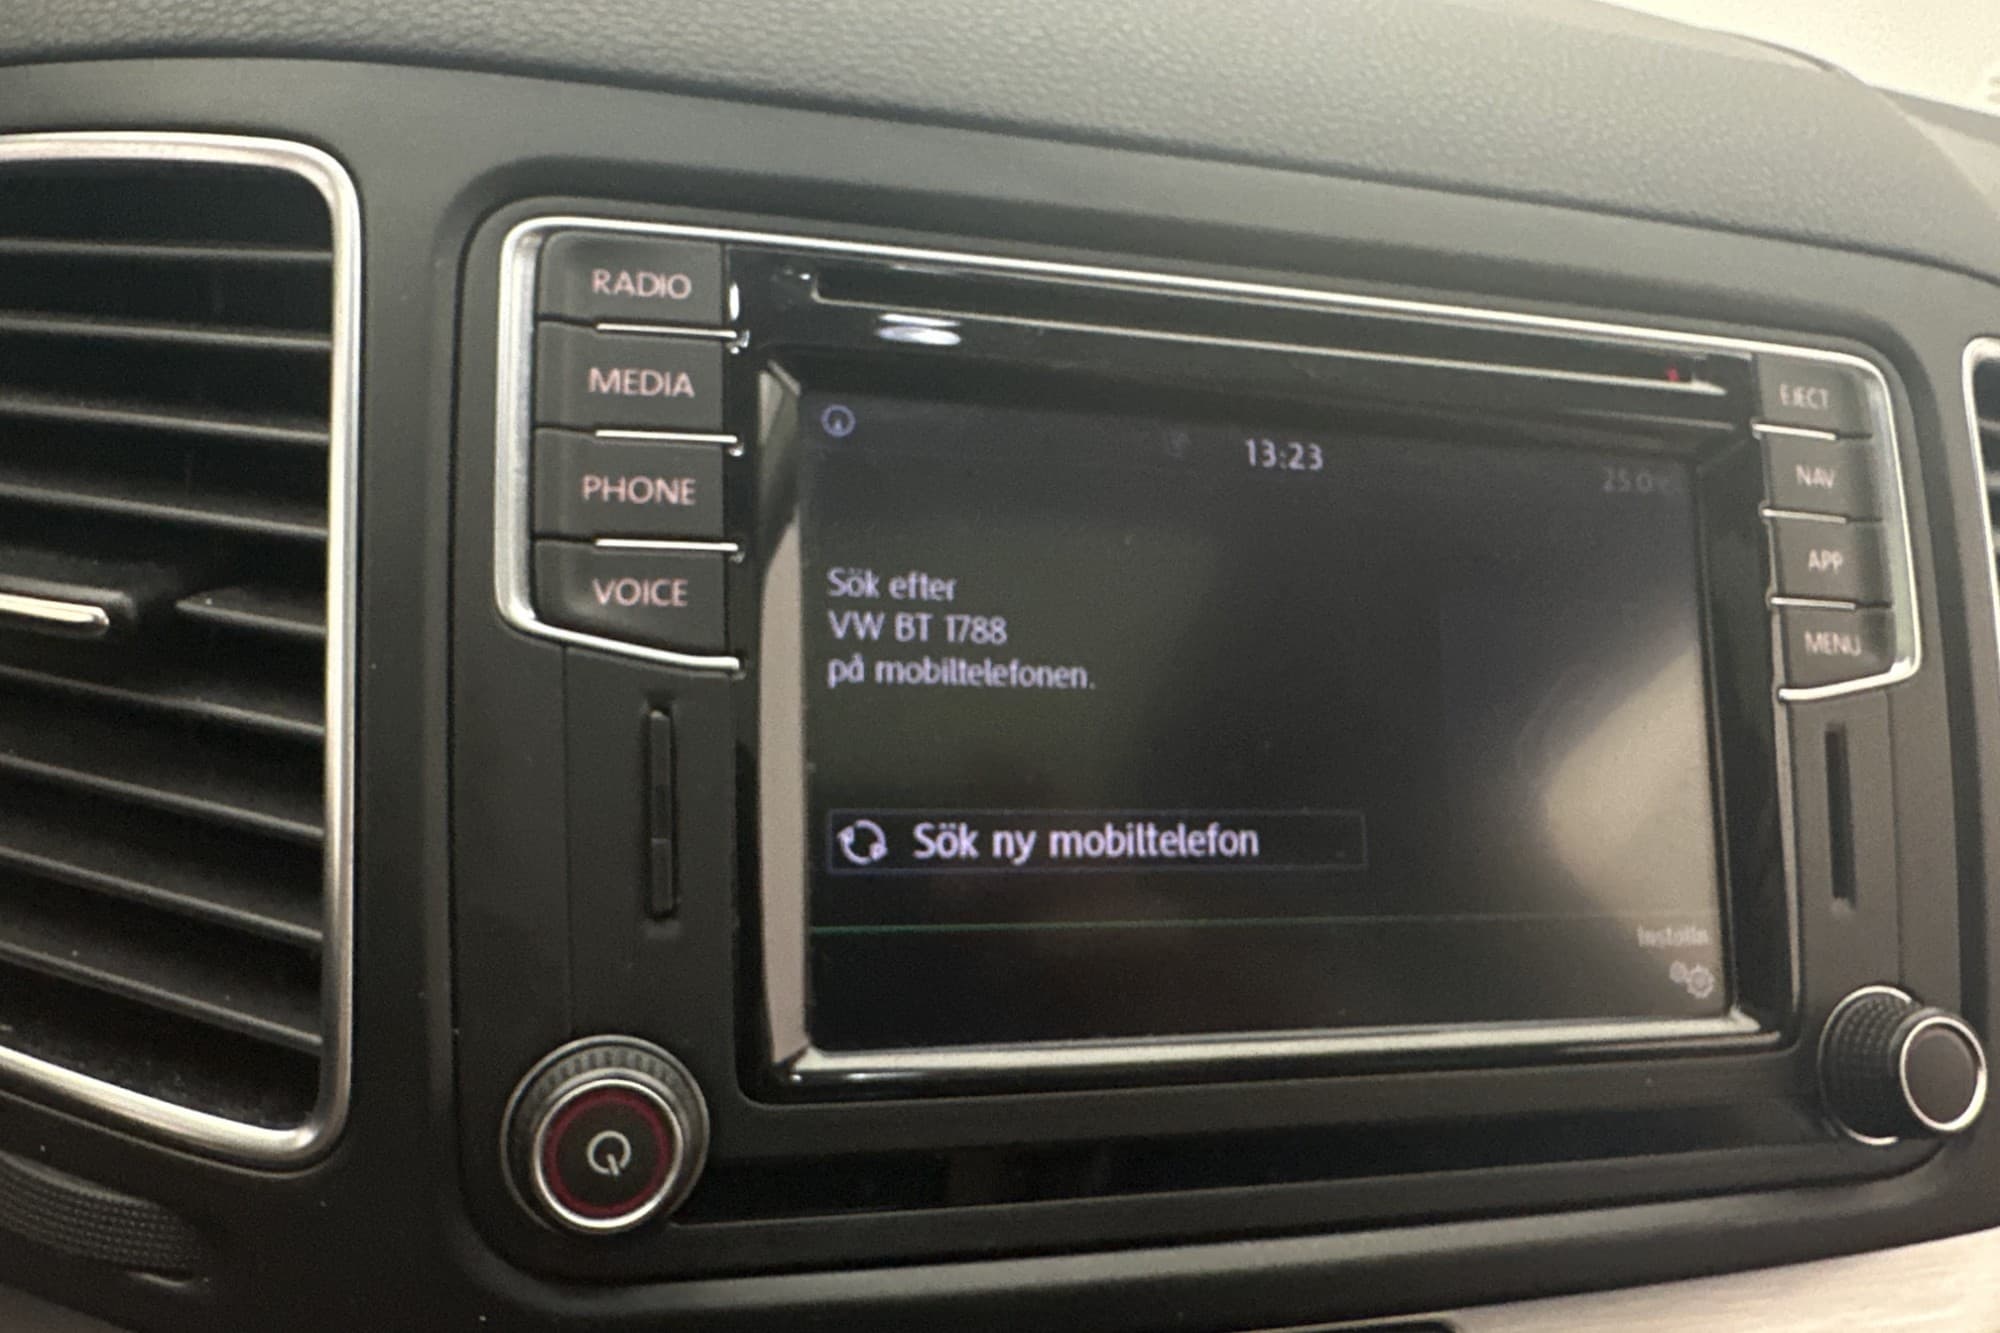 RADIO
MEDIA
PHONE
VOICE
EJECT
NAV
APP
MENU
13:23
Sök efter
VW BT 1788
på mobiltelefonen.
Sök ny mobiltelefon